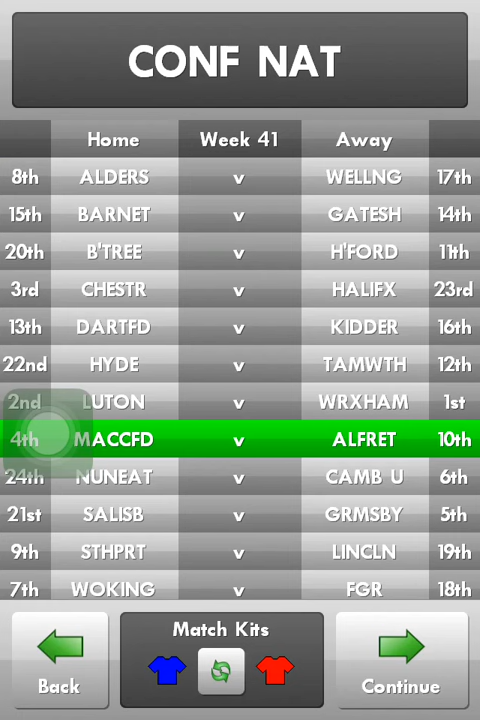 CONF NAT
Home Week 41 Away
8th ALDERS v WELLNG 17th
15th BARNET v GATESH 14th
20th B'TREE v H'FORD 11th
3rd CHESTR v HALIFX 23rd
13th DARTFD v KIDDER 16th
22nd HYDE v TAMWTH 12th
2nd LUTON v WRXHAM 1st
4th MACCFD v ALFRET 10th
24th NUNEAT v CAMB U 6th
21st SALISB v GRMSBY 5th
9th STHPRT v LINCLN 19th
7th WOKING v FGR 18th
Match Kits
Back Continue